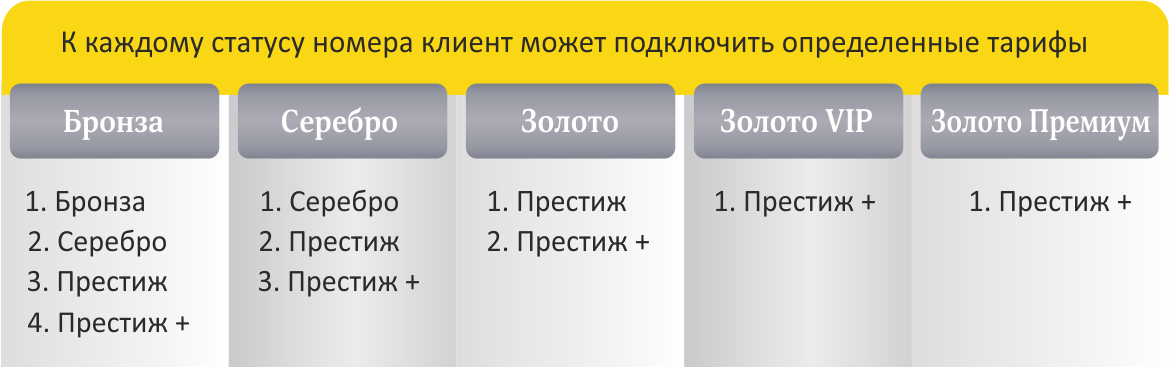 К каждому статусу номера клиент может подключить определенные тарифы
Бронза
1. Бронза
2. Серебро
3. Престиж
4. Престиж +
Серебро
1. Серебро
2. Престиж
3. Престиж +
Золото
1. Престиж
2. Престиж +
Золото VIP
1. Престиж +
Золото Премиум
1. Престиж +